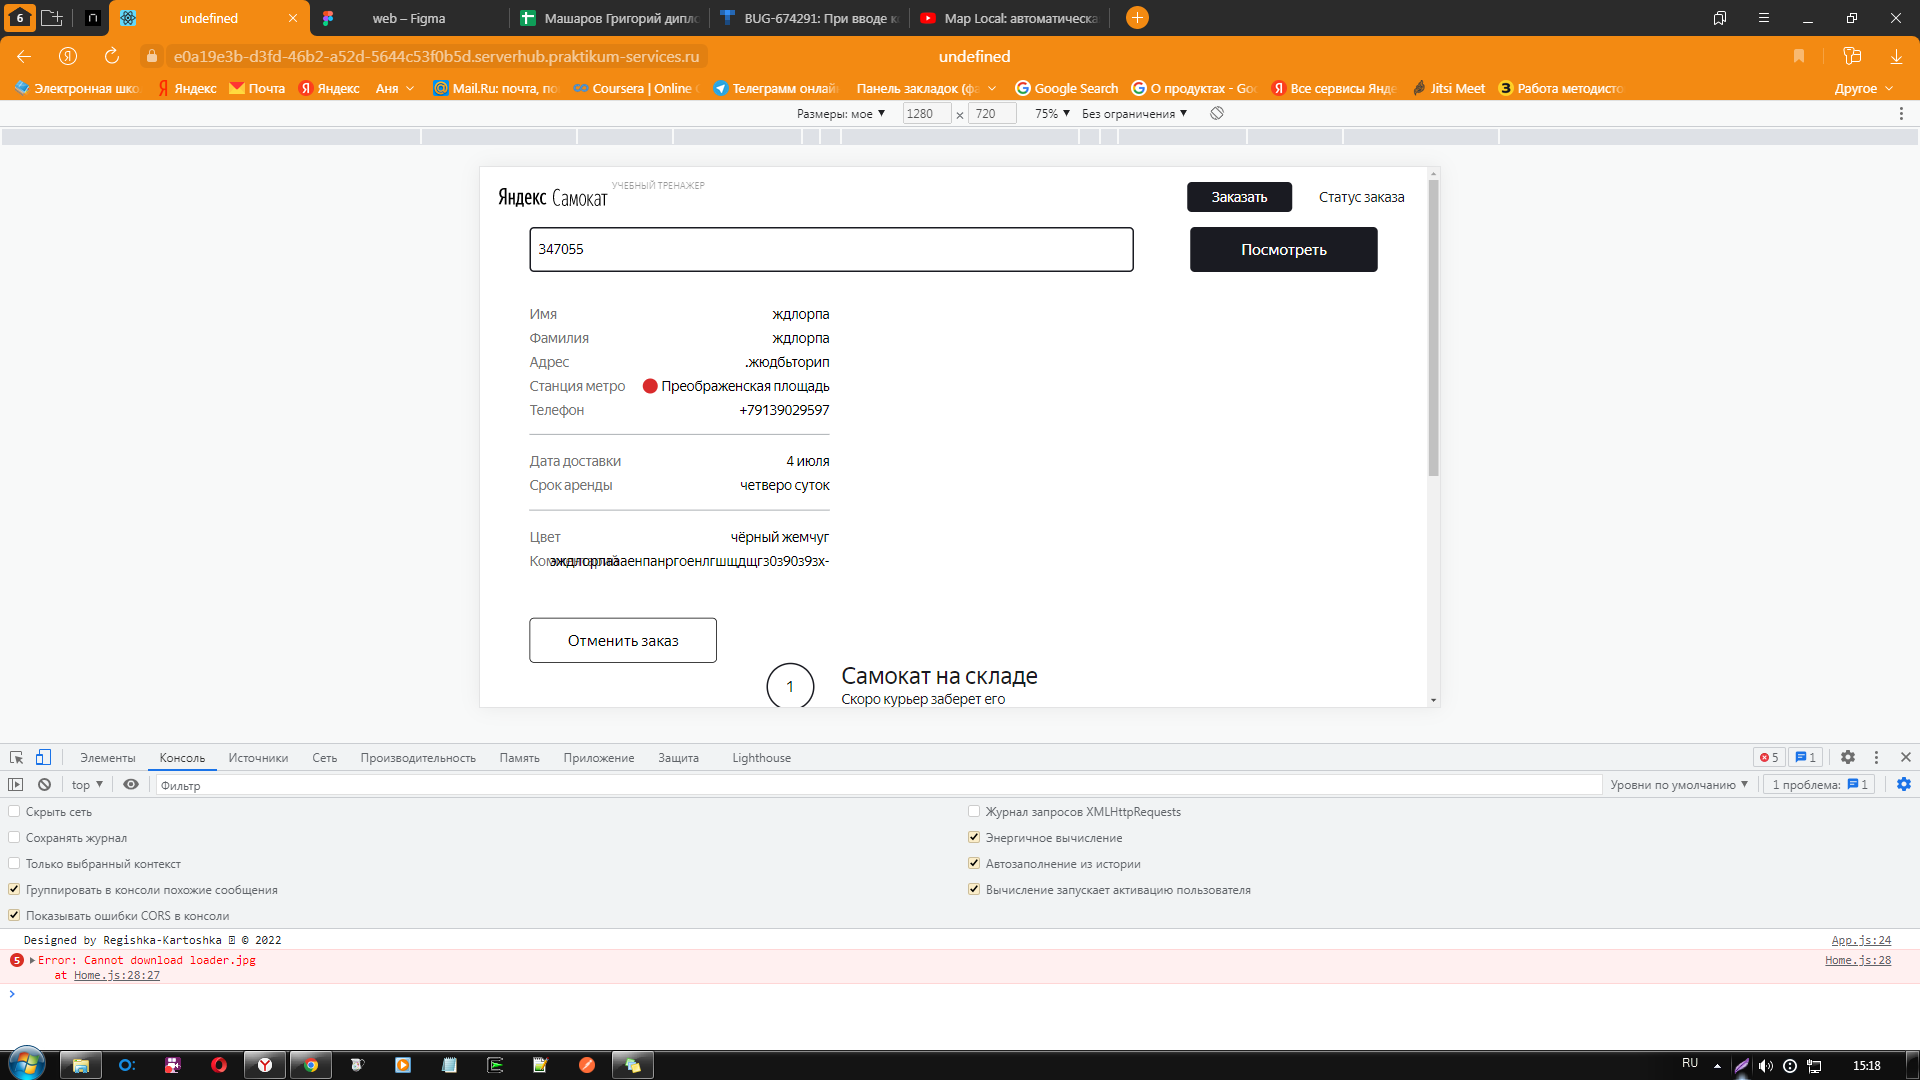 6
undefined
web – Figma
Машаров Григорий дипло
BUG-674291: При вводе к
Map Local: автоматическа
e0a19e3b-d3fd-46b2-a52d-5644c53f0b5d.serverhub.praktikum-services.ru
undefined
Электронная шко
Яндекс
Почта
Яндекс
Аня
Mail.Ru: почта, по
Coursera | Online
Телеграмм онлай
Панель закладок (фа
Google Search
О продуктах - Goo
Все сервисы Янде
Jitsi Meet
Работа методисто
Другое
Размеры: мое
1280 × 720
75%
Без ограничения
Яндекс Самокат
УЧЕБНЫЙ ТРЕНАЖЕР
Заказать
Статус заказа
347055
Посмотреть
Имя ждлорпа
Фамилия ждлорпа
Адрес .жюдбьторип
Станция метро Преображенская площадь
Телефон +79139029597
Дата доставки 4 июля
Срок аренды четверо суток
Цвет чёрный жемчуг
Отменить заказ
1
Самокат на складе
Скоро курьер заберет его
Элементы
Консоль
Источники
Сеть
Производительность
Память
Приложение
Защита
Lighthouse
5
1
top
Фильтр
Уровни по умолчанию
1 проблема: 1
Скрыть сеть
Журнал запросов XMLHttpRequests
Сохранять журнал
Энергичное вычисление
Только выбранный контекст
Автозаполнение из истории
Группировать в консоли похожие сообщения
Вычисление запускает активацию пользователя
Показывать ошибки CORS в консоли
Designed by Regishka-Kartoshka © 2022
App.js:24
5 Error: Cannot download loader.jpg
Home.js:28
at Home.js:28:27
RU
15:18